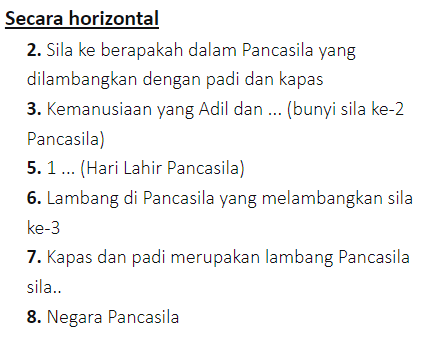 Secara horizontal
2. Sila ke berapakah dalam Pancasila yang
dilambangkan dengan padi dan kapas
3. Kemanusiaan yang Adil dan ... (bunyi sila ke-2
Pancasila)
5. 1 ... (Hari Lahir Pancasila)
6. Lambang di Pancasila yang melambangkan sila
ke-3
7. Kapas dan padi merupakan lambang Pancasila
sila..
8. Negara Pancasila